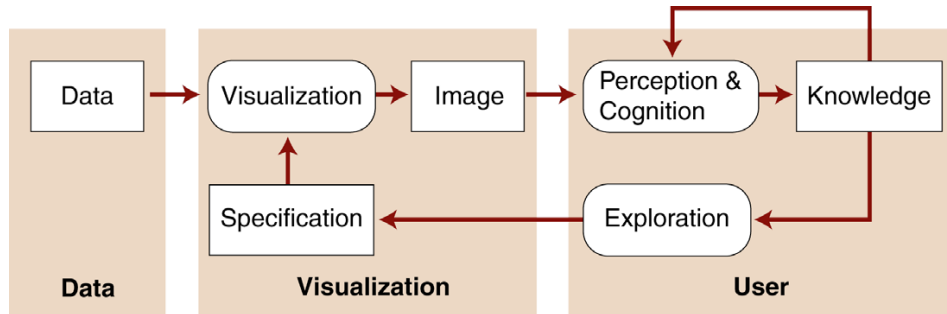 Data
Visualization
Image
Perception &
Cognition
Knowledge
Specification
Exploration
Data
Visualization
User